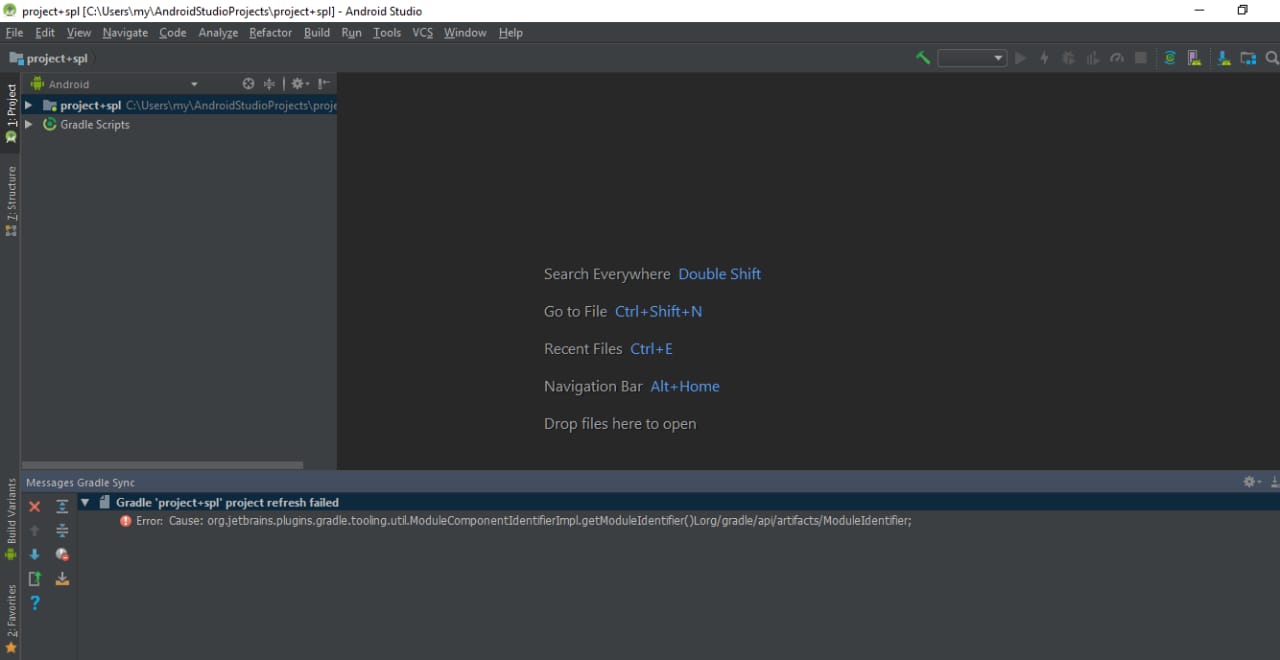 project+spl [C:\Users\my\AndroidStudioProjects\project+spl] - Android Studio
File Edit View Navigate Code Analyze Refactor Build Run Tools VCS Window Help
project+spl
Android
1: Project
project+spl C:\Users\my\AndroidStudioProjects\proje
Gradle Scripts
Z: Structure
Search Everywhere Double Shift
Go to File Ctrl+Shift+N
Recent Files Ctrl+E
Navigation Bar Alt+Home
Drop files here to open
Messages Gradle Sync
Build Variants
Gradle 'project+spl' project refresh failed
Error: Cause: org.jetbrains.plugins.gradle.tooling.util.ModuleComponentIdentifierImpl.getModuleIdentifier()Lorg/gradle/api/artifacts/ModuleIdentifier;
2: Favorites